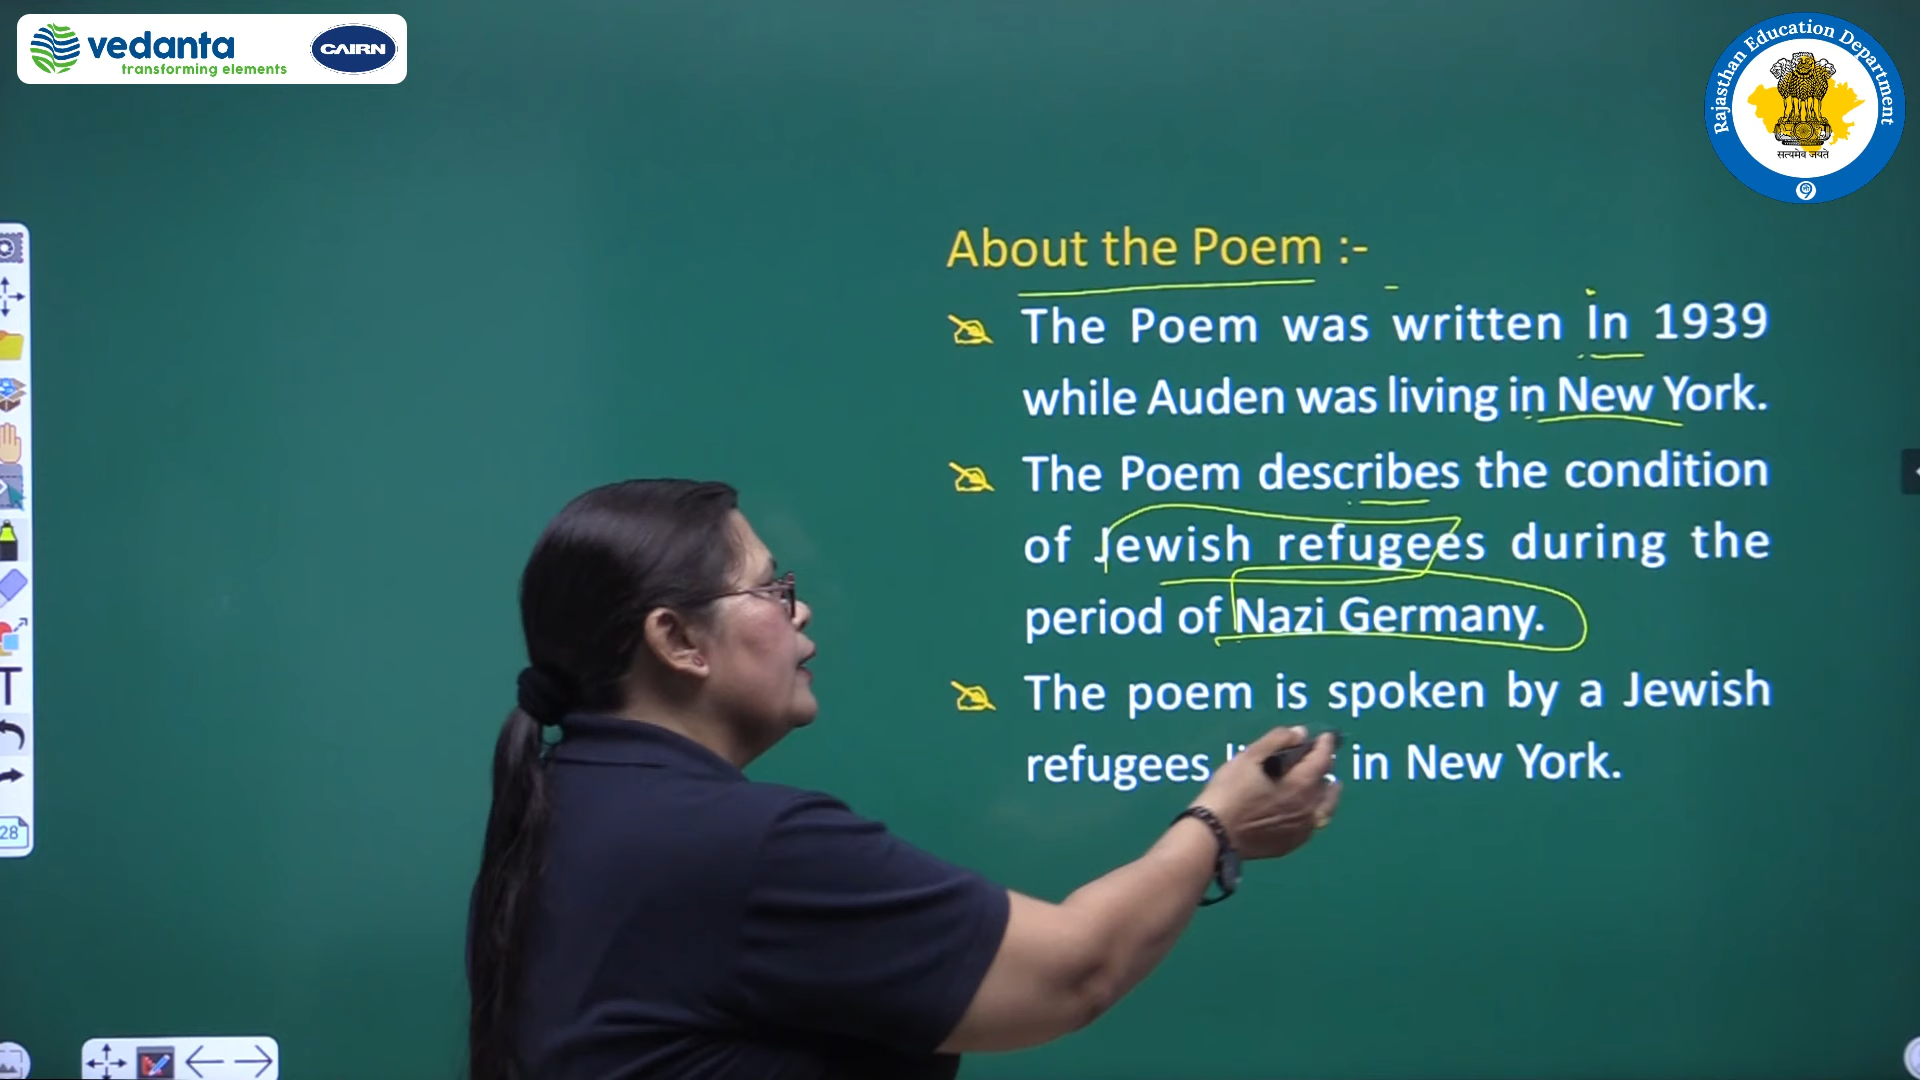 vedanta
transforming elements
CAIRN
Rajasthan Education Department
सत्यमेव जयते
About the Poem :-
The Poem was written in 1939
while Auden was living in New York.
The Poem describes the condition
of Jewish refugees during the
period of Nazi Germany.
The poem is spoken by a Jewish
refugees in New York.
T
28